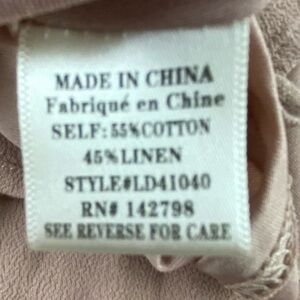 MADE IN CHINA
Fabriqué en Chine
SELF: 55%COTTON
45%LINEN
STYLE#LD41040
RN# 142798
SEE REVERSE FOR CARE